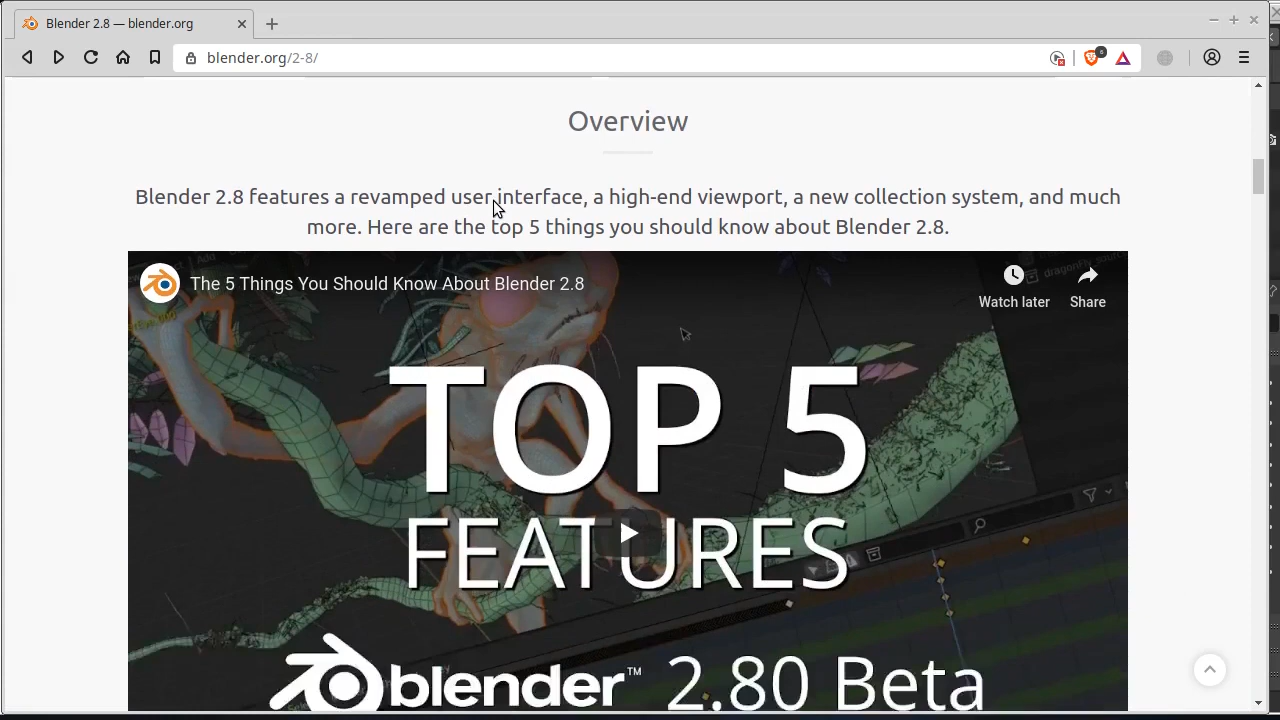 Blender 2.8 — blender.org
blender.org/2-8/
6
Overview
Blender 2.8 features a revamped user interface, a high-end viewport, a new collection system, and much
more. Here are the top 5 things you should know about Blender 2.8.
The 5 Things You Should Know About Blender 2.8
Watch later
Share
TOP 5
FEATURES
blender™ 2.80 Beta